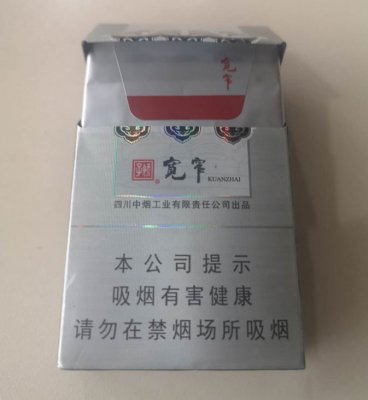 宽窄
宽窄
KUANZHAI
四川中烟工业有限责任公司出品
本公司提示
吸烟有害健康
请勿在禁烟场所吸烟